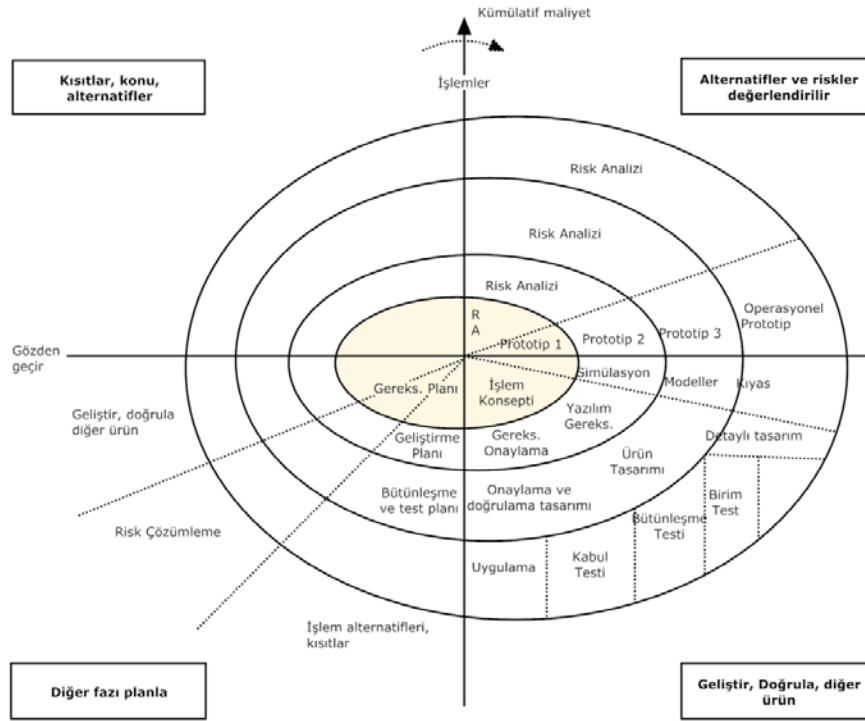 Kümülatif maliyet
Kısıtlar, konu,
alternatifler
İşlemler
Alternatifler ve riskler
değerlendirilir
Risk Analizi
Risk Analizi
Risk Analizi
R
A
Prototip 1
Prototip 2
Prototip 3
Operasyonel
Prototip
Gözden
geçir
Gereks. Planı
İşlem
Konsepti
Simülasyon
Modeller
Kıyas
Geliştir, doğrula
diğer ürün
Geliştirme
Planı
Gereks.
Onaylama
Yazılım
Gereks.
Ürün
Tasarımı
Detaylı tasarım
Bütünleşme
ve test planı
Onaylama ve
doğrulama tasarımı
Birim
Test
Bütünleşme
Testi
Risk Çözümleme
Uygulama
Kabul
Testi
İşlem alternatifleri,
kısıtlar
Diğer fazı planla
Geliştir, Doğrula, diğer
ürün